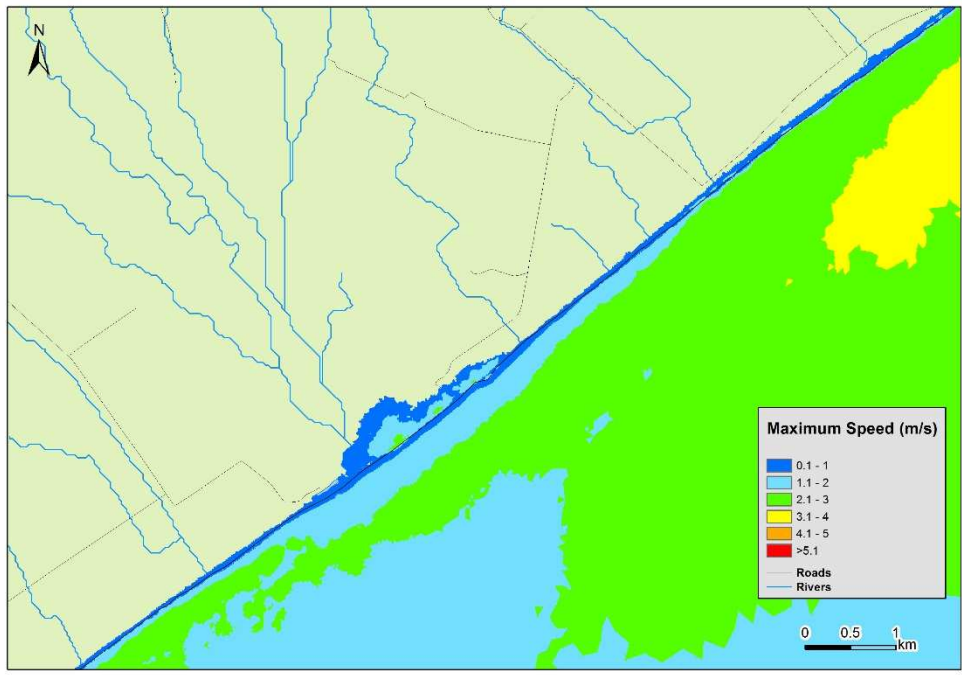 N
Maximum Speed (m/s)
0.1 - 1
1.1 - 2
2.1 - 3
3.1 - 4
4.1 - 5
>5.1
Roads
Rivers
0 0.5 1
km